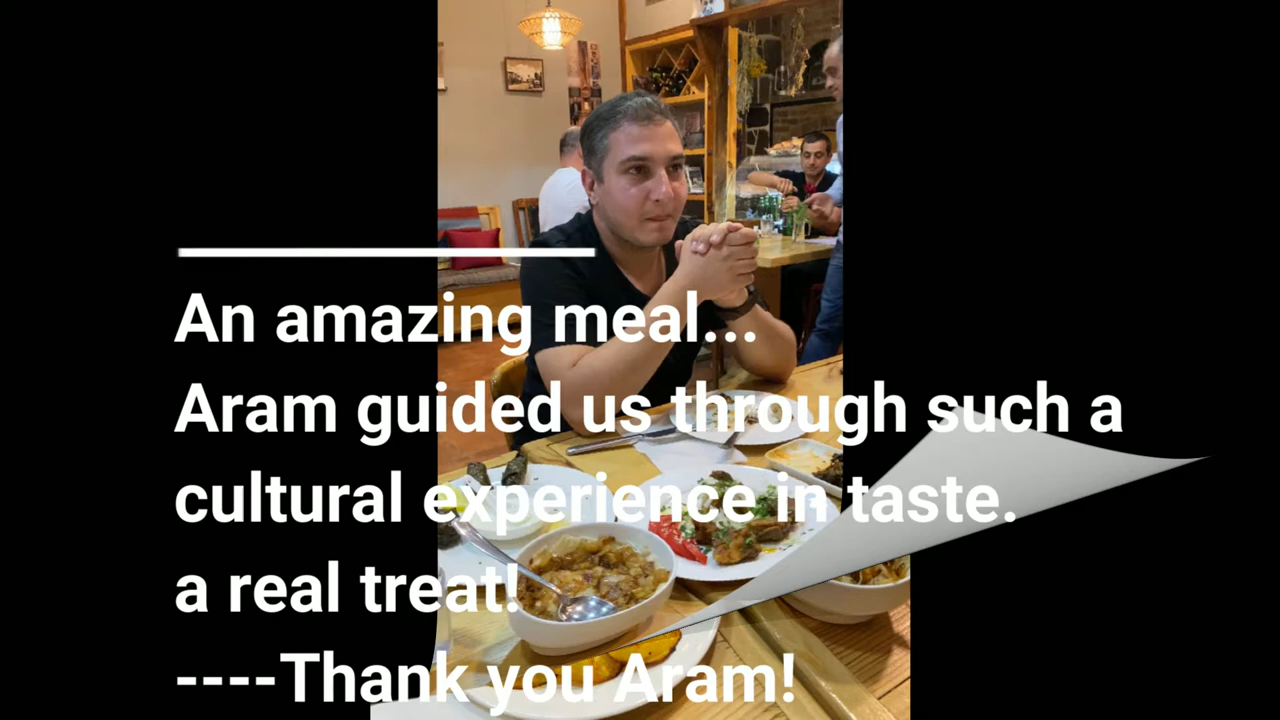 An amazing meal...
Aram guided us through such a
cultural experience in taste.
a real treat!
----Thank you Aram!